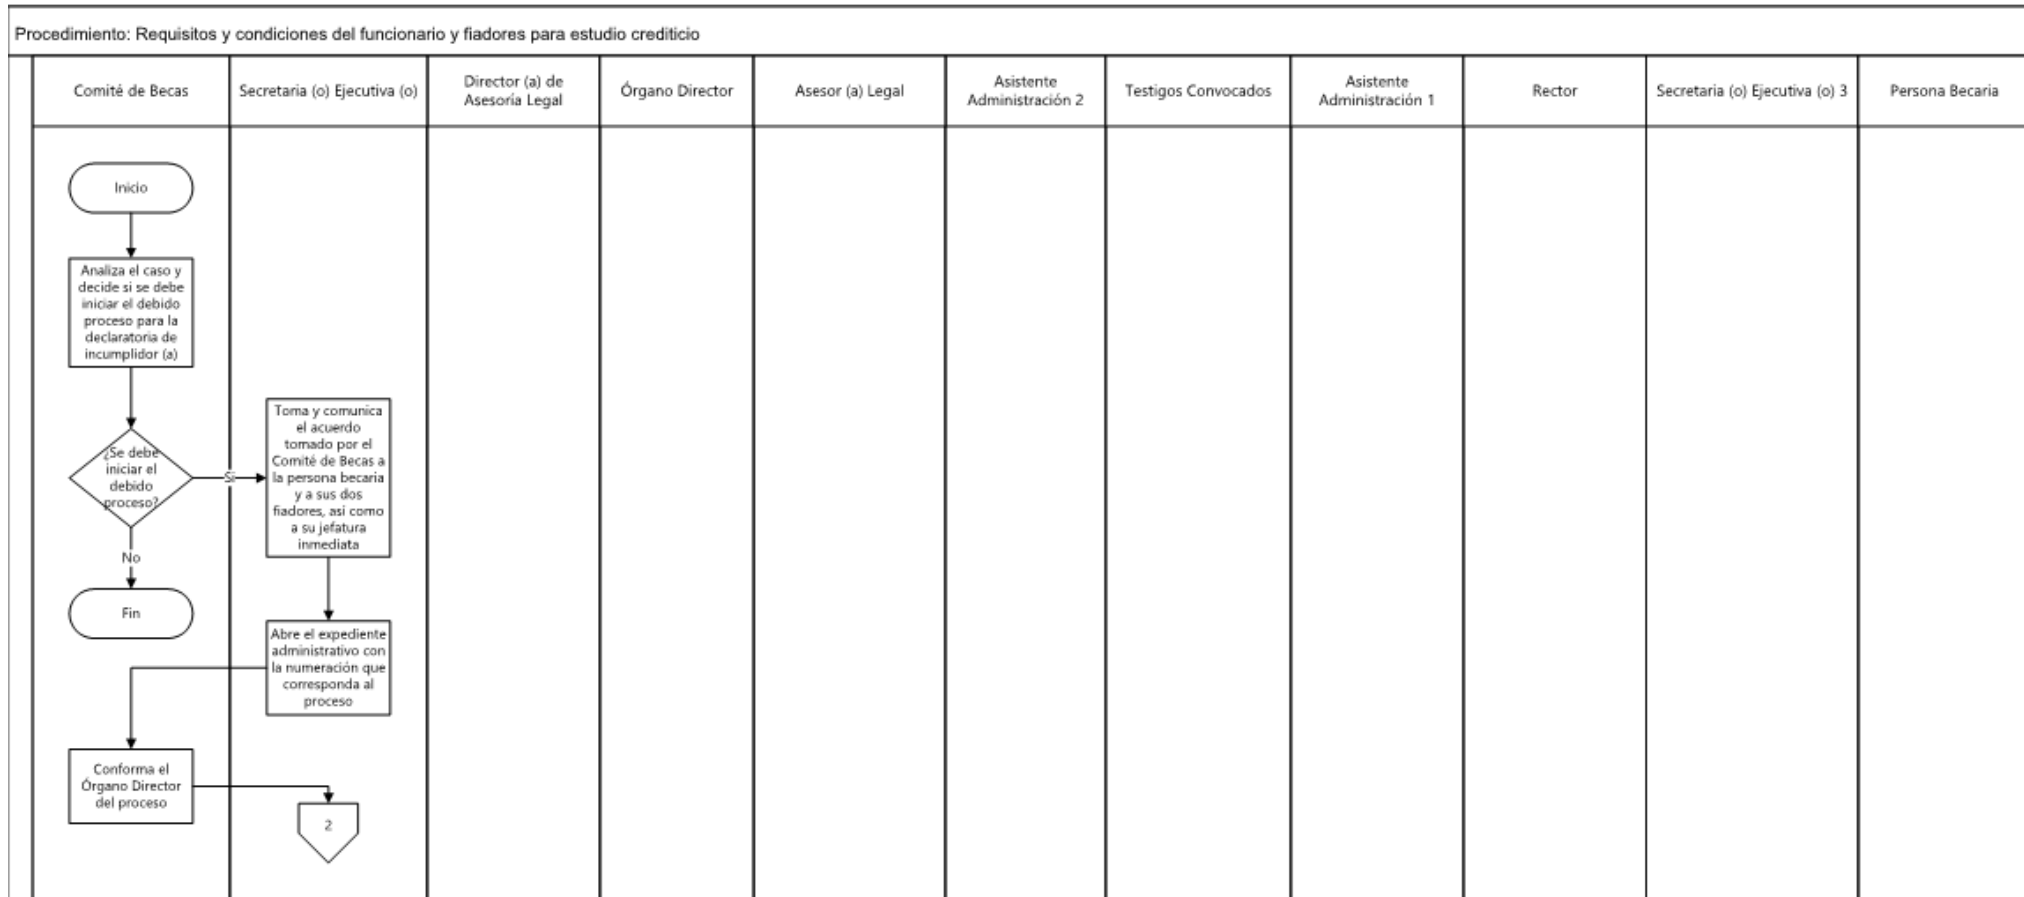 Procedimiento: Requisitos y condiciones del funcionario y fiadores para estudio crediticio
Comité de Becas
Secretaria (o) Ejecutiva (o)
Director (a) de
Asesoría Legal
Órgano Director
Asesor (a) Legal
Asistente
Administración 2
Testigos Convocados
Asistente
Administración 1
Rector
Secretaria (o) Ejecutiva (o) 3
Persona Becaria
Inicio
Analiza el caso y
decide si se debe
iniciar el debido
proceso para la
declaratoria de
incumplidor (a)
¿Se debe
iniciar el
debido
proceso?
Si
No
Fin
Toma y comunica
el acuerdo
tomado por el
Comité de Becas a
la persona becaria
y a sus dos
fiadores, así como
a su jefatura
inmediata
Abre el expediente
administrativo con
la numeración que
corresponda al
proceso
Conforma el
Órgano Director
del proceso
2